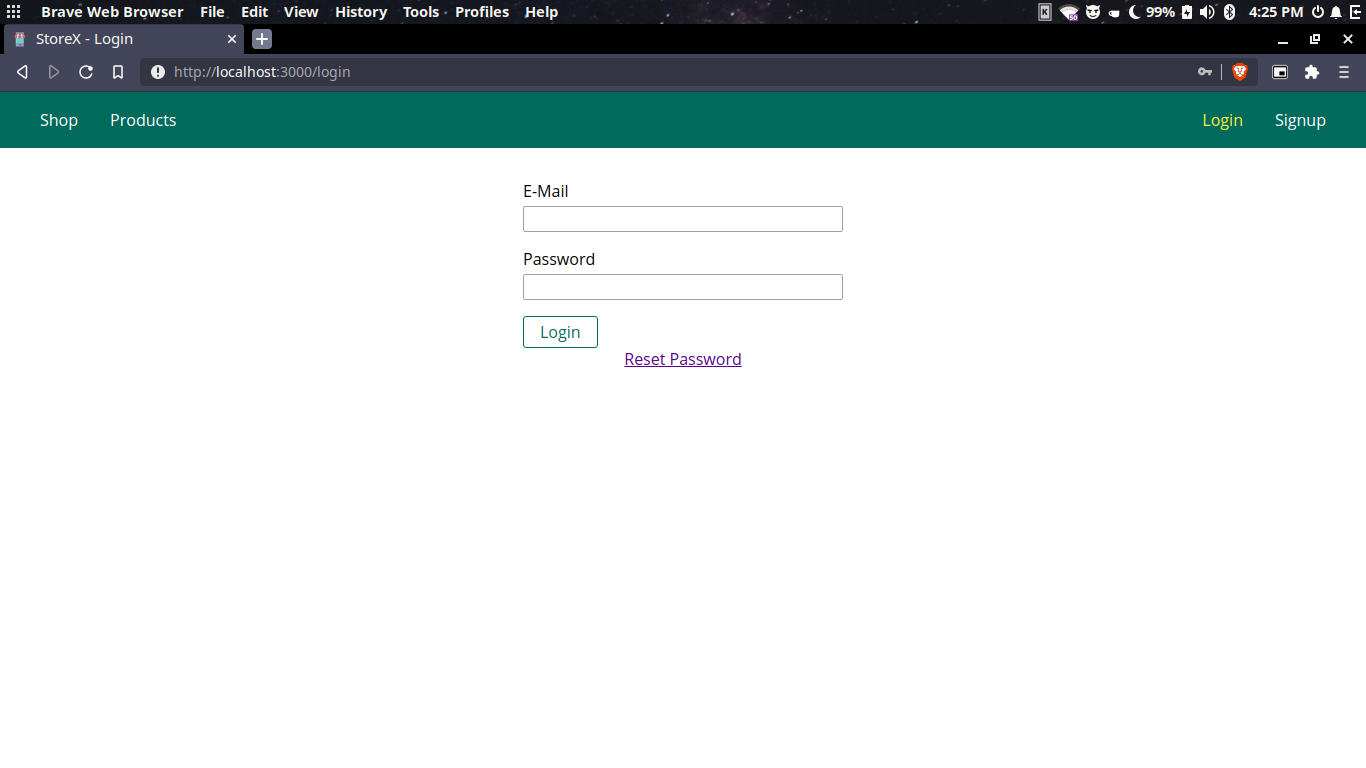 Brave Web Browser File Edit View History Tools Profiles Help K 50 99% 4:25 PM
StoreX - Login
http://localhost:3000/login
Shop Products Login Signup
E-Mail
Password
Login
Reset Password